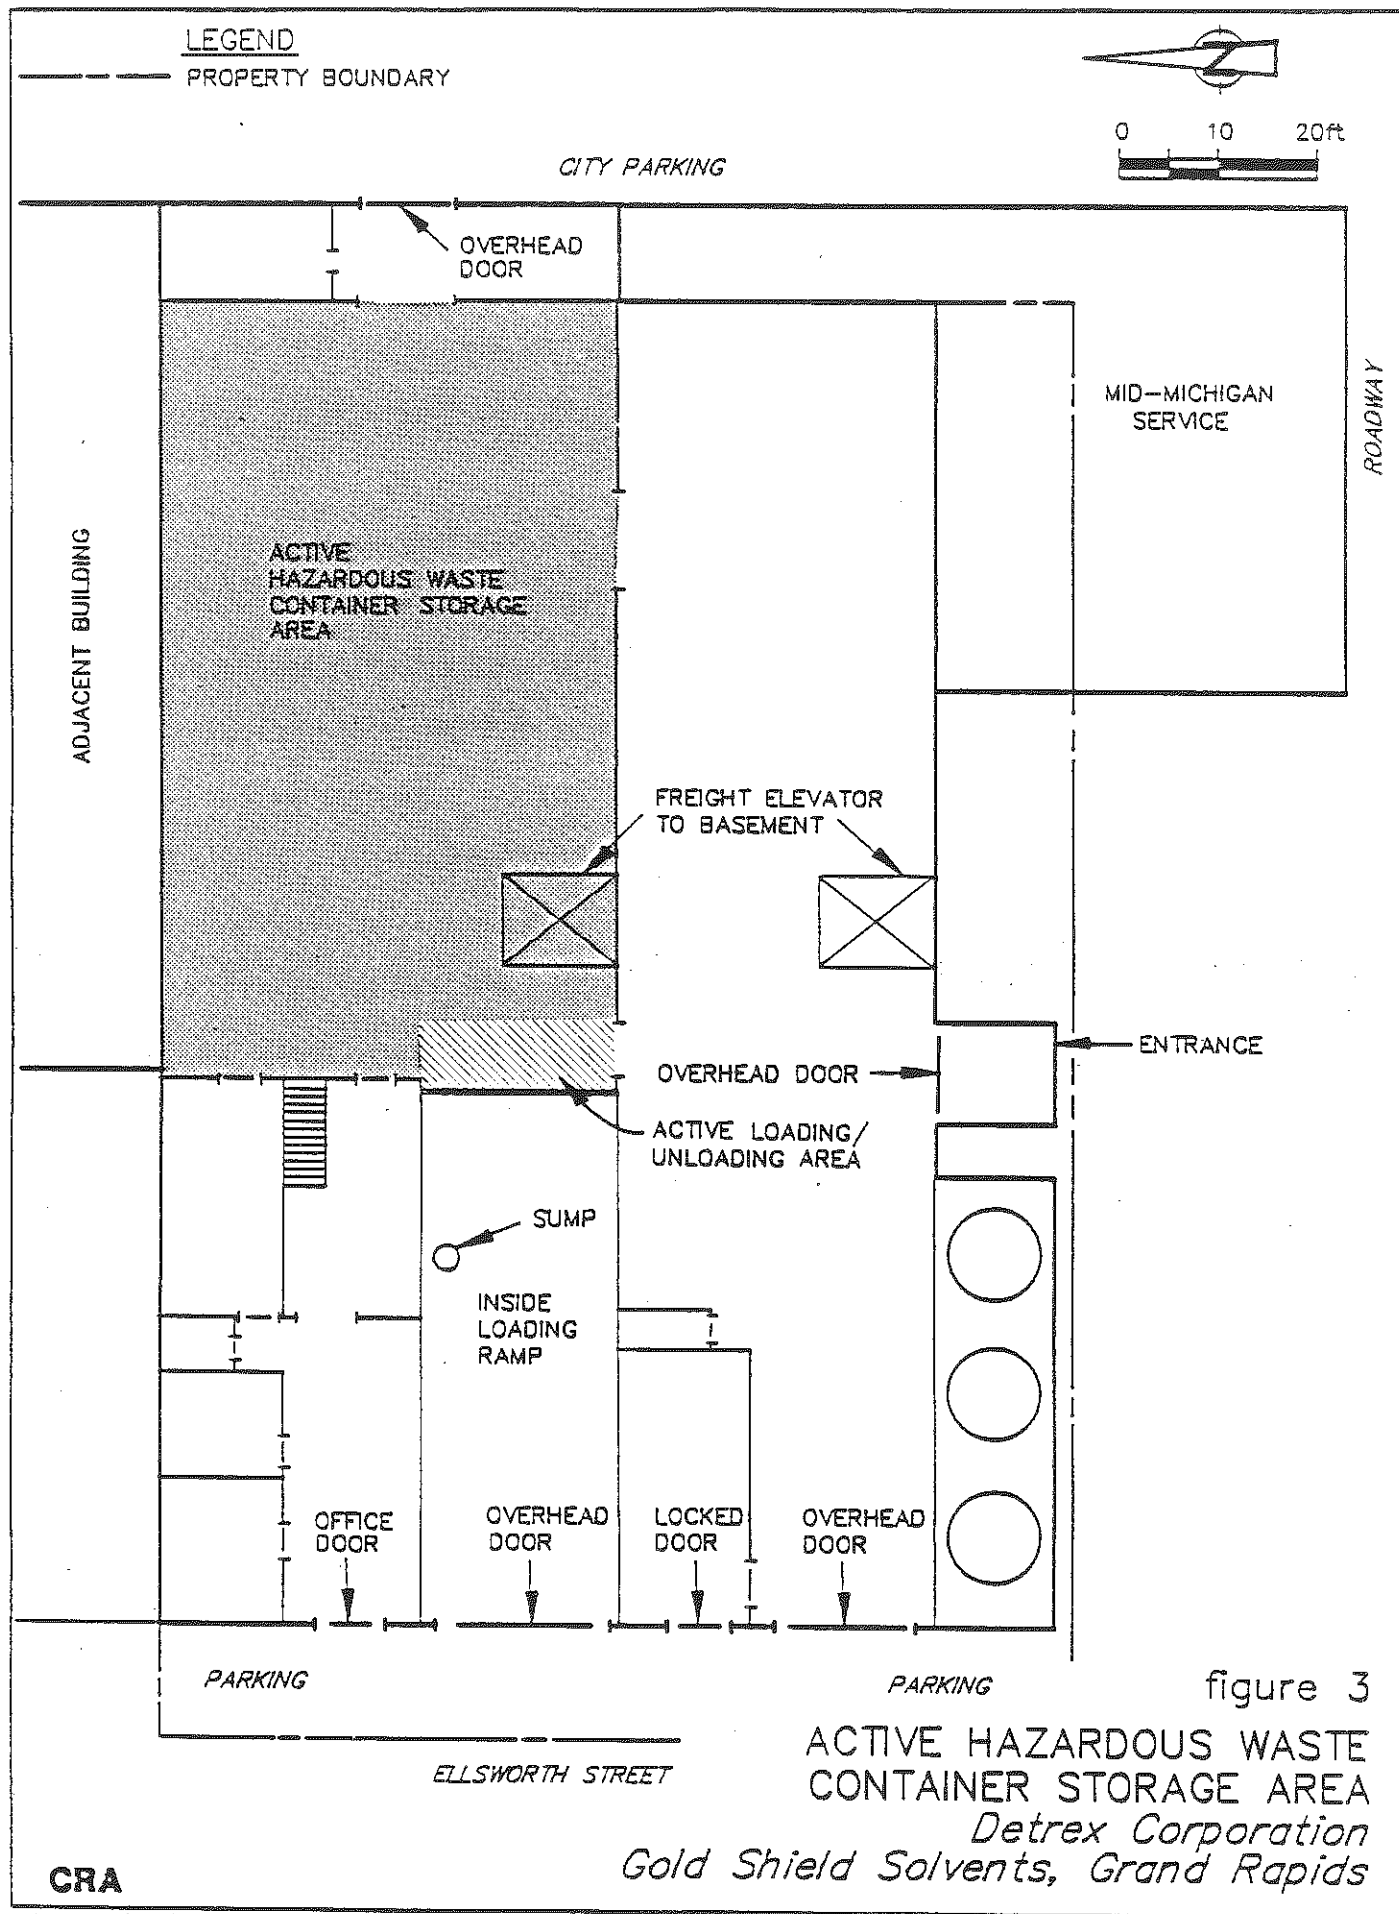 LEGEND
PROPERTY BOUNDARY
N
0 10 20ft
CITY PARKING
OVERHEAD
DOOR
MID-MICHIGAN
SERVICE
ROADWAY
ADJACENT BUILDING
ACTIVE
HAZARDOUS WASTE
CONTAINER STORAGE
AREA
FREIGHT ELEVATOR
TO BASEMENT
ENTRANCE
OVERHEAD DOOR
ACTIVE LOADING/
UNLOADING AREA
SUMP
INSIDE
LOADING
RAMP
OFFICE
DOOR
OVERHEAD
DOOR
LOCKED
DOOR
OVERHEAD
DOOR
PARKING
PARKING
ELLSWORTH STREET
figure 3
ACTIVE HAZARDOUS WASTE
CONTAINER STORAGE AREA
Detrex Corporation
Gold Shield Solvents, Grand Rapids
CRA